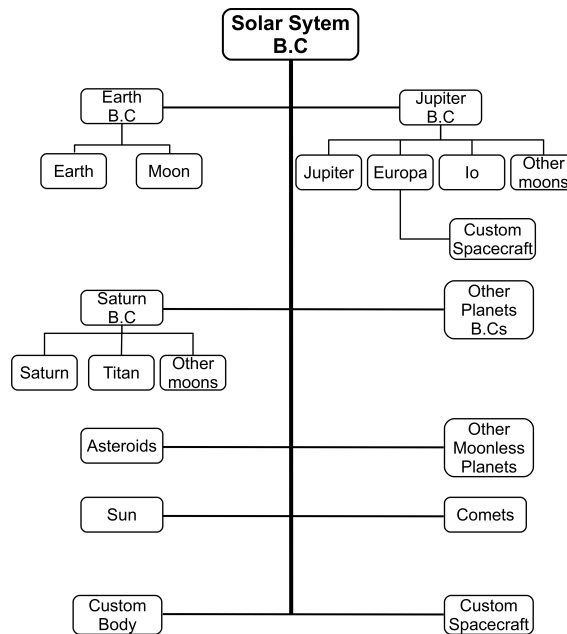 Solar Sytem
B.C
Earth
B.C
Jupiter
B.C
Earth
Moon
Jupiter
Europa
Io
Other
moons
Custom
Spacecraft
Saturn
B.C
Other
Planets
B.Cs
Saturn
Titan
Other
moons
Asteroids
Other
Moonless
Planets
Sun
Comets
Custom
Body
Custom
Spacecraft